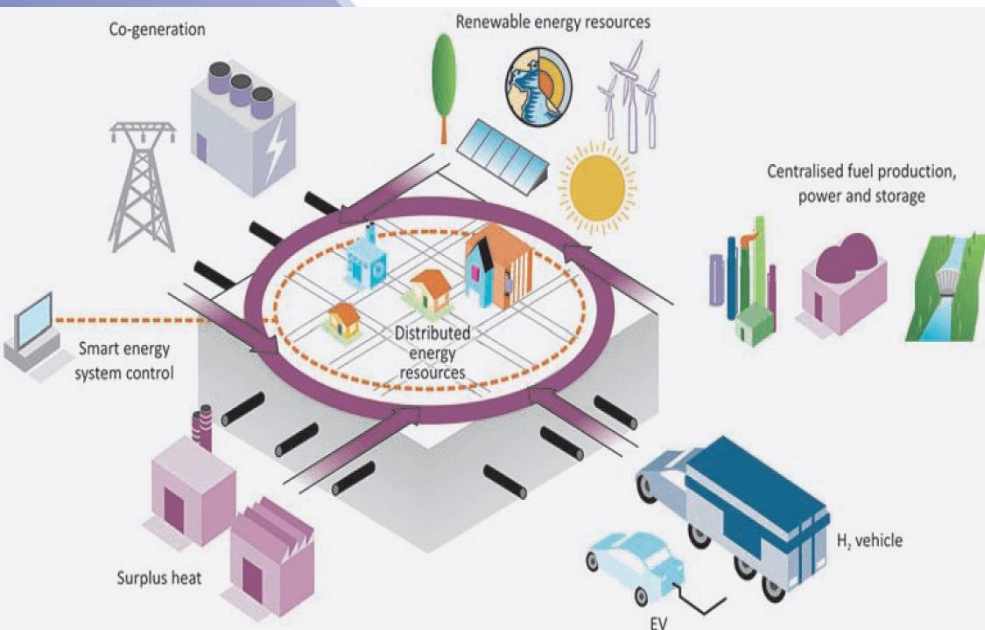 Co-generation
Renewable energy resources
Centralised fuel production,
power and storage
Smart energy
system control
Distributed
energy
resources
Surplus heat
H₂ vehicle
EV